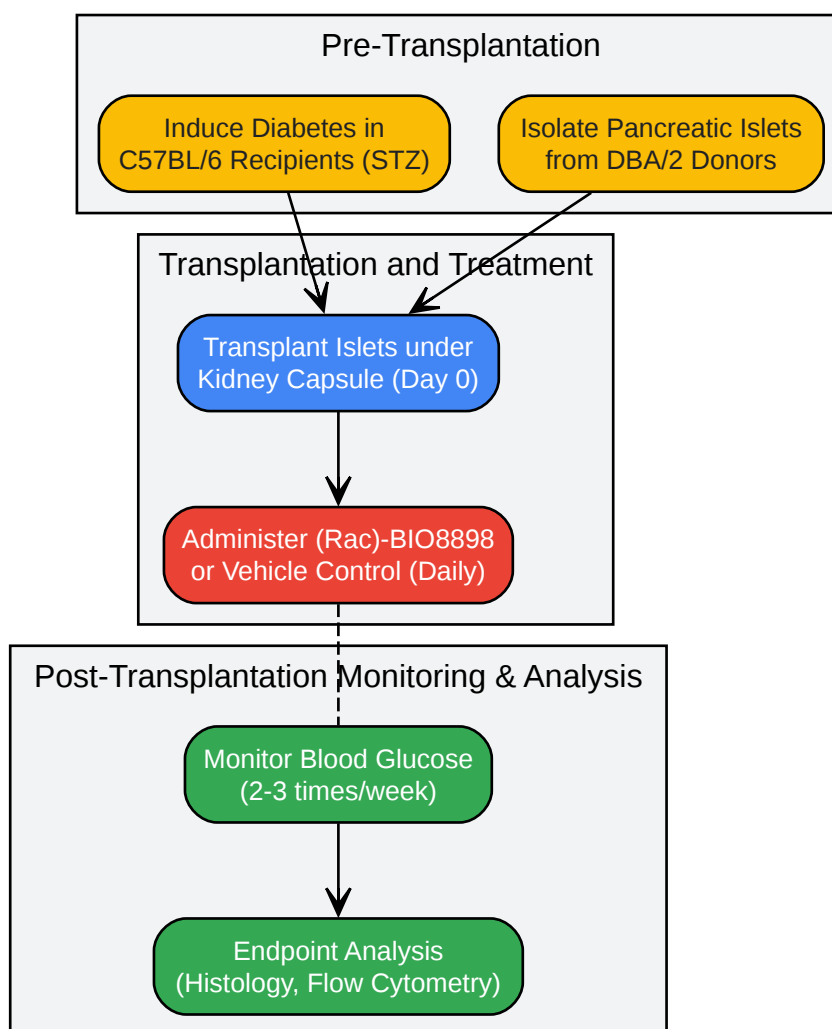 Pre-Transplantation
Induce Diabetes in
C57BL/6 Recipients (STZ)
Isolate Pancreatic Islets
from DBA/2 Donors
Transplantation and Treatment
Transplant Islets under
Kidney Capsule (Day 0)
Administer (Rac)-BIO8898
or Vehicle Control (Daily)
Post-Transplantation Monitoring & Analysis
Monitor Blood Glucose
(2-3 times/week)
Endpoint Analysis
(Histology, Flow Cytometry)